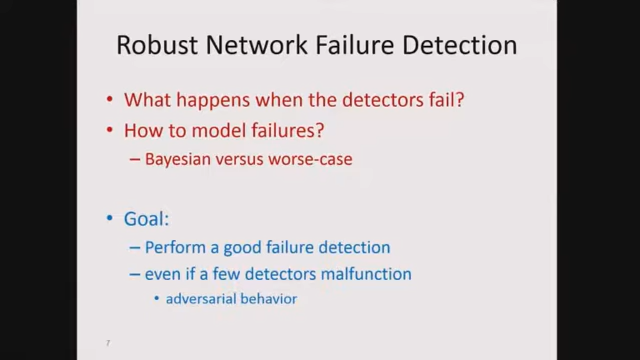 Robust Network Failure Detection
• What happens when the detectors fail?
• How to model failures?
– Bayesian versus worse-case
• Goal:
– Perform a good failure detection
– even if a few detectors malfunction
• adversarial behavior
7